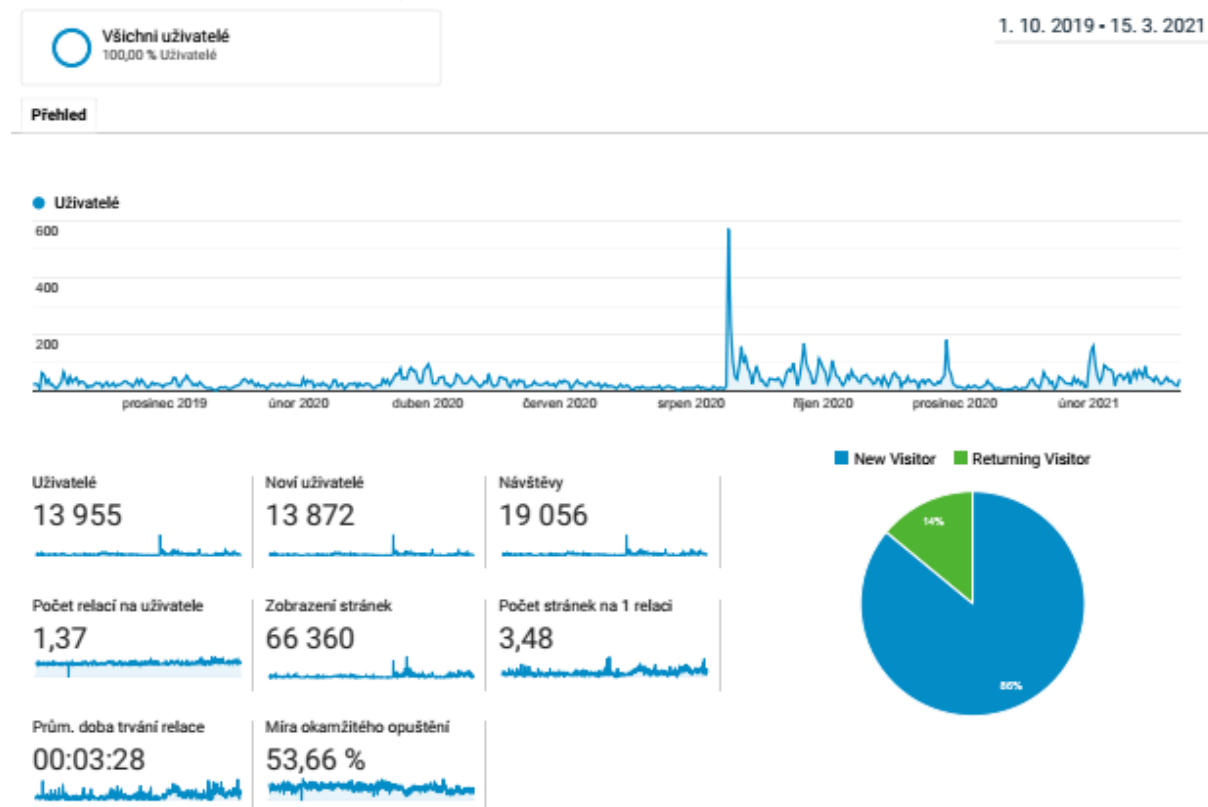 Všichni uživatelé
100,00 % Uživatelé
1. 10. 2019 - 15. 3. 2021
Přehled
Uživatelé
600
400
200
prosinec 2019 únor 2020 duben 2020 červen 2020 srpen 2020 říjen 2020 prosinec 2020 únor 2021
New Visitor Returning Visitor
Uživatelé Noví uživatelé Návštěvy
13 955 13 872 19 056
14%
Počet relací na uživatele Zobrazení stránek Počet stránek na 1 relaci
1,37 66 360 3,48
86%
Prům. doba trvání relace Míra okamžitého opuštění
00:03:28 53,66 %